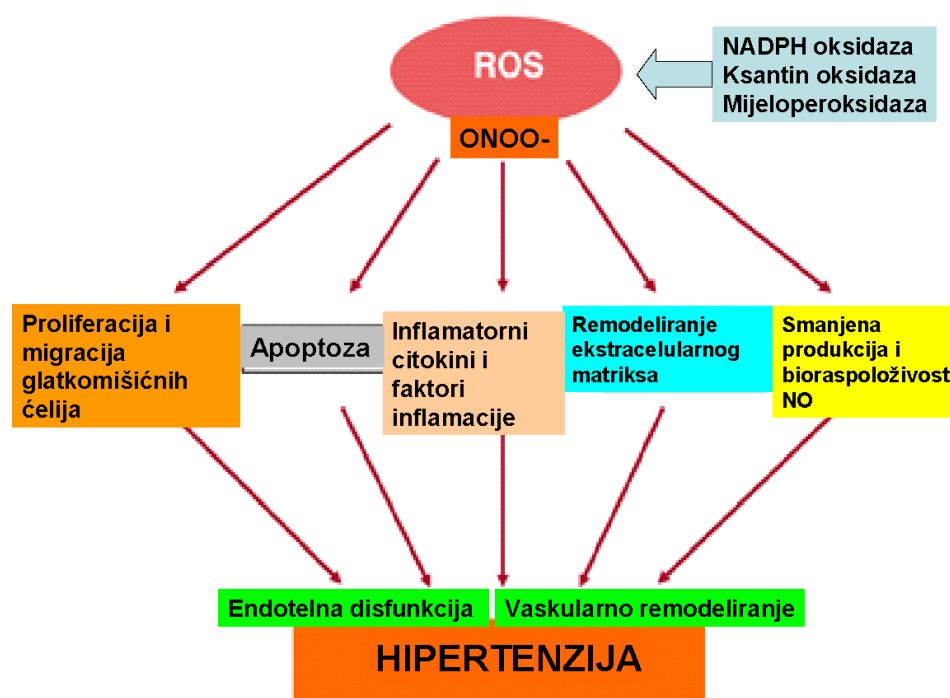 ROS
NADPH oksidaza
Ksantin oksidaza
Mijeloperoksidaza
ONOO-
Proliferacija i
migracija
glatkomišićnih
ćelija
Apoptoza
Inflamatorni
citokini i
faktori
inflamacije
Remodeliranje
ekstracelularnog
matriksa
Smanjena
produkcija i
bioraspoloživost
NO
Endotelna disfunkcija
Vaskularno remodeliranje
HIPERTENZIJA